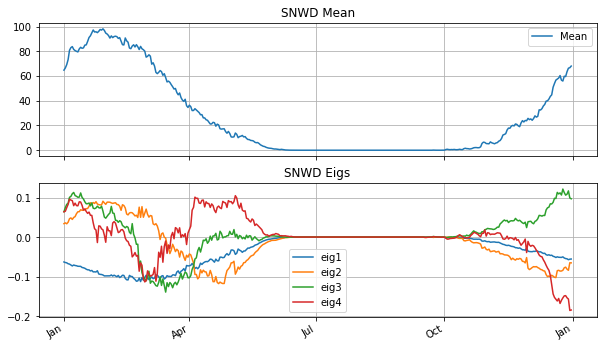 SNWD Mean
100
80
60
40
20
0
Mean
SNWD Eigs
0.1
0.0
−0.1
−0.2
eig1
eig2
eig3
eig4
Jan
Apr
Jul
Oct
Jan